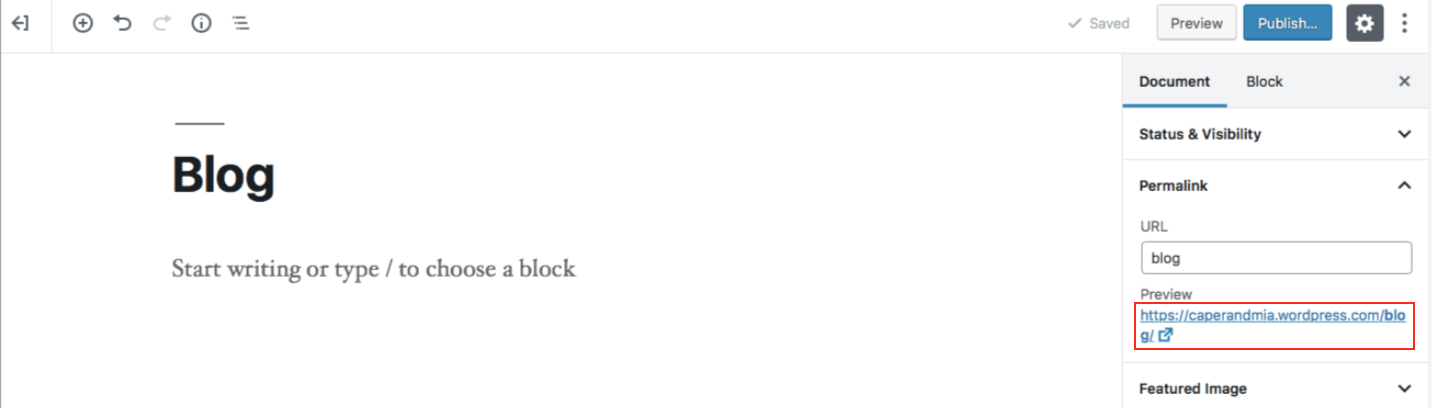 Saved
Preview
Publish...
Document
Block
Status & Visibility
Blog
Permalink
URL
blog
Start writing or type / to choose a block
Preview
https://caperandmia.wordpress.com/blo
g/
Featured Image